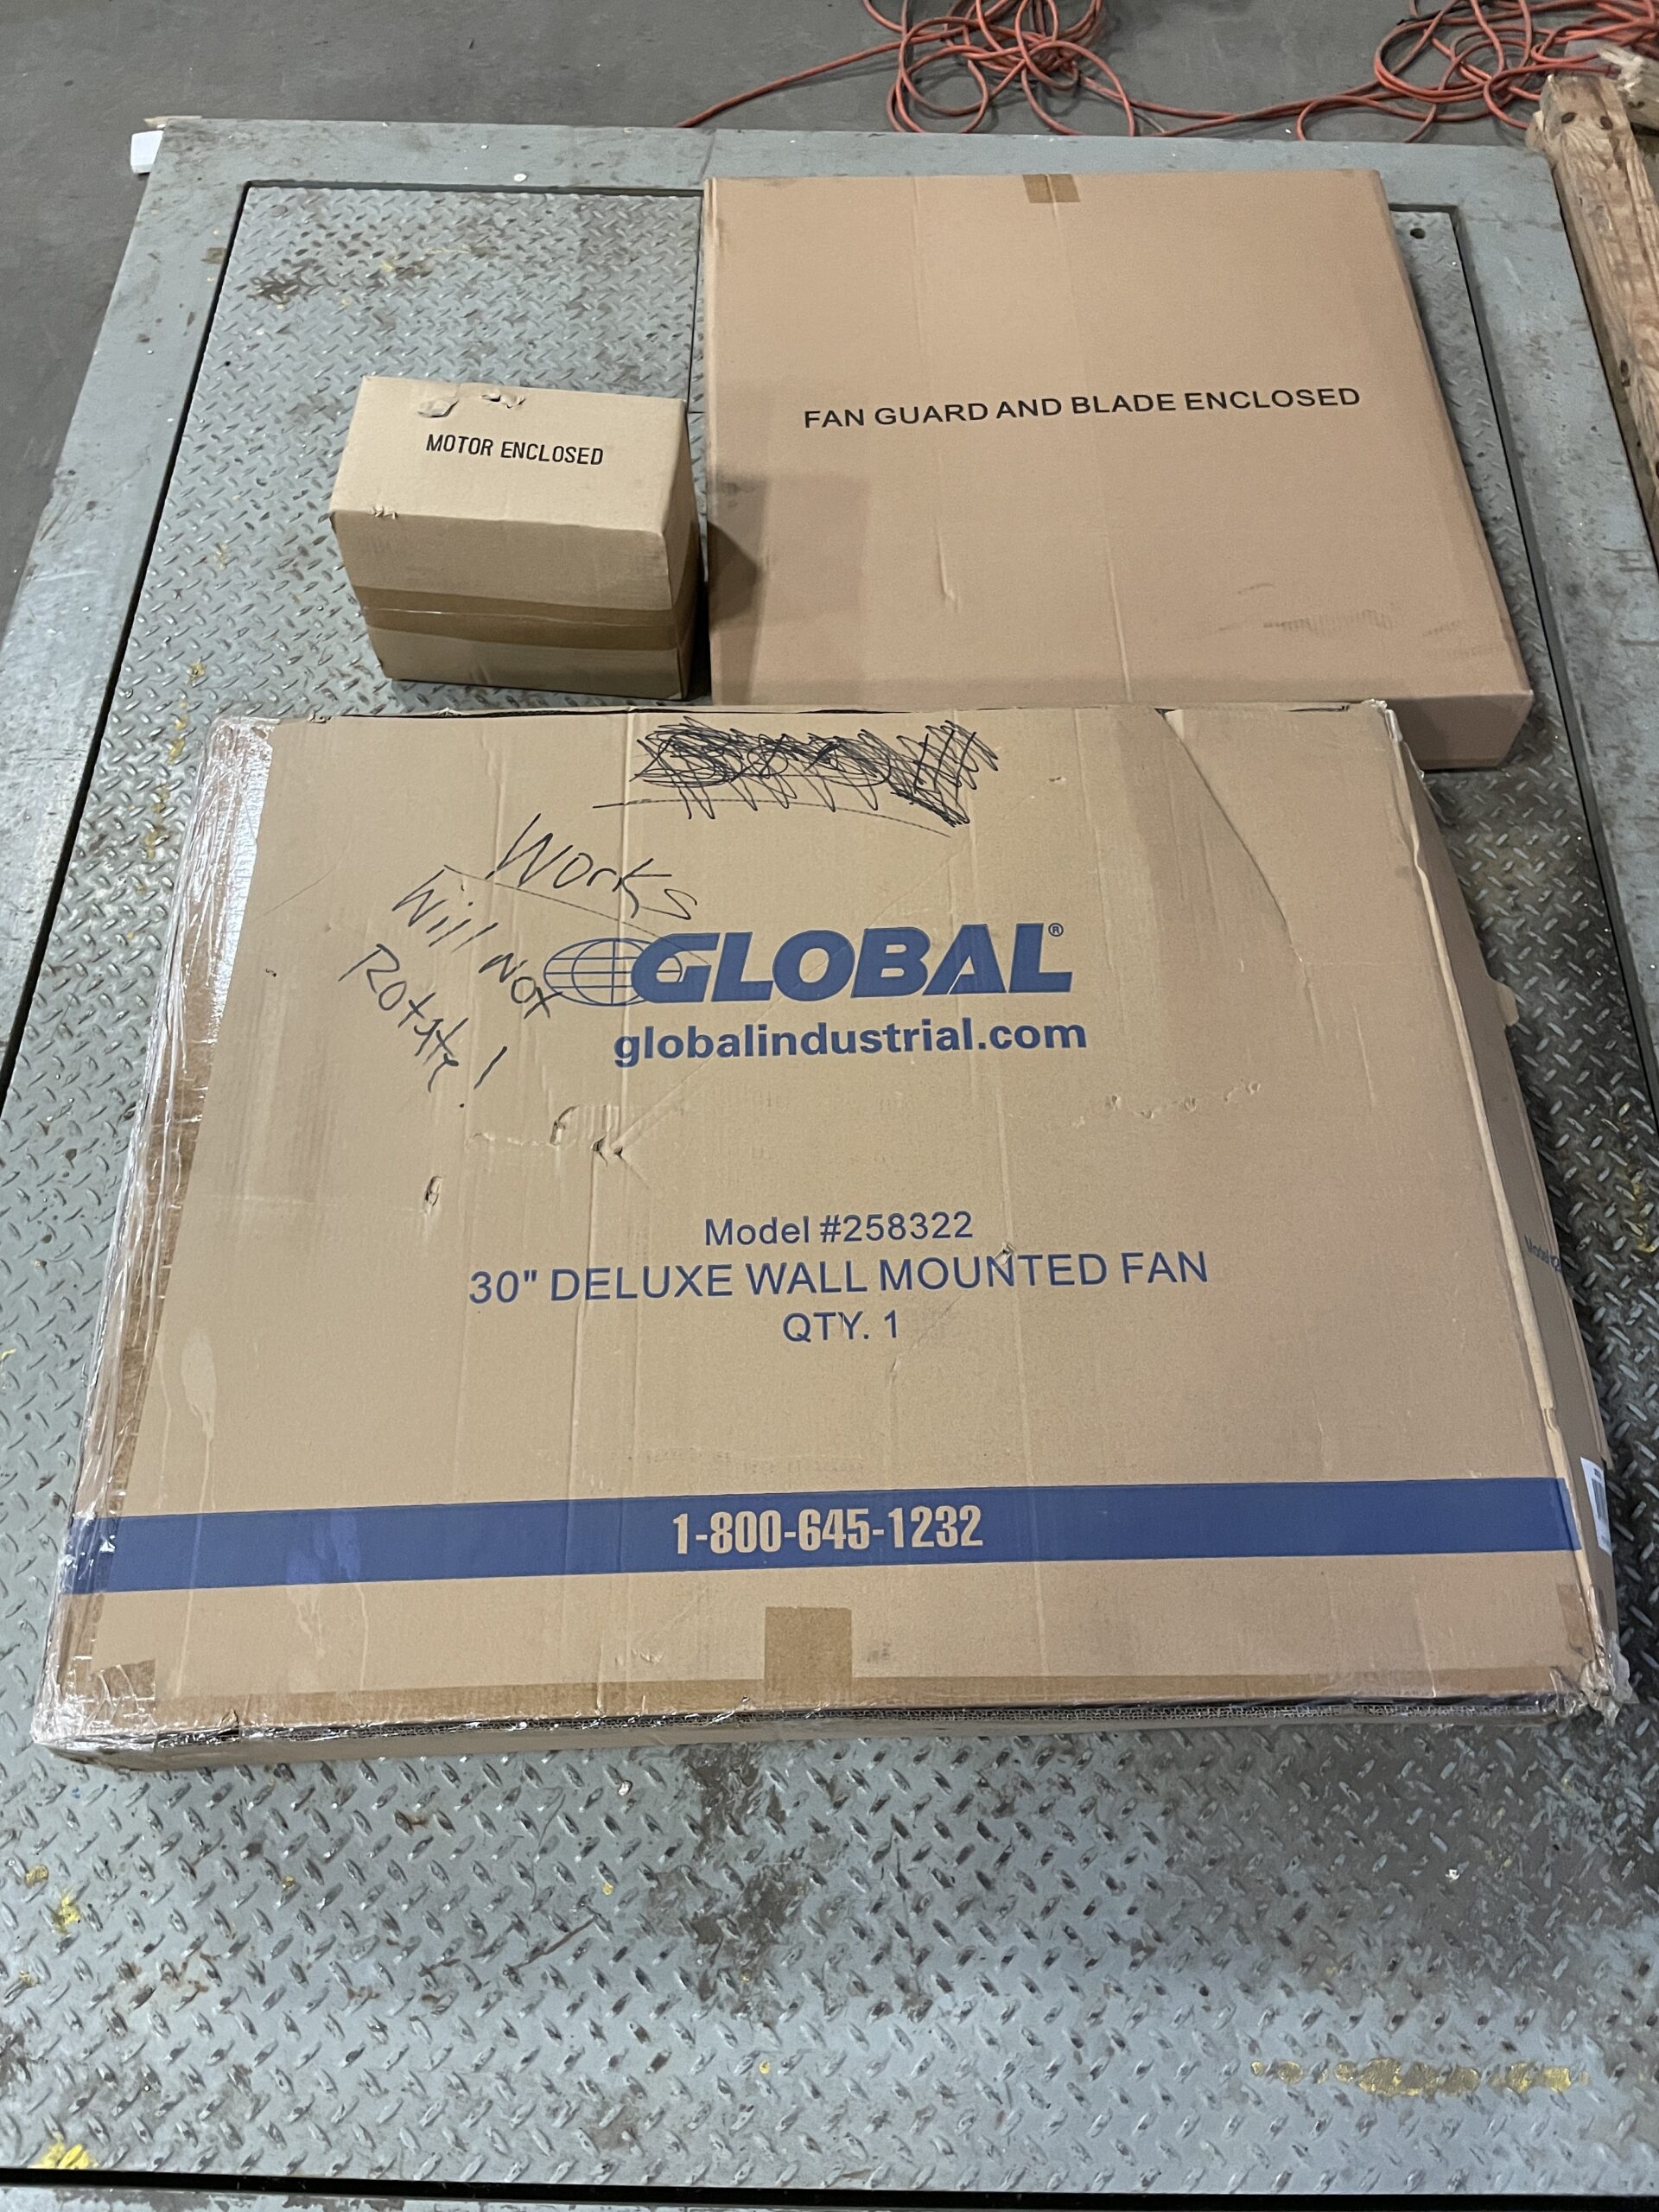 MOTOR ENCLOSED
FAN GUARD AND BLADE ENCLOSED
Works
Will not
Rotate!
GLOBAL®
globalindustrial.com
Model #258322
30" DELUXE WALL MOUNTED FAN
QTY. 1
1-800-645-1232